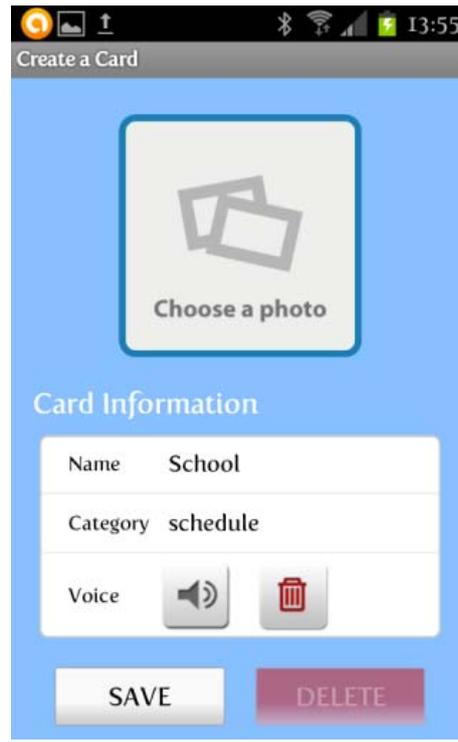 13:55
Create a Card
Choose a photo
Card Information
Name School
Category schedule
Voice
SAVE DELETE